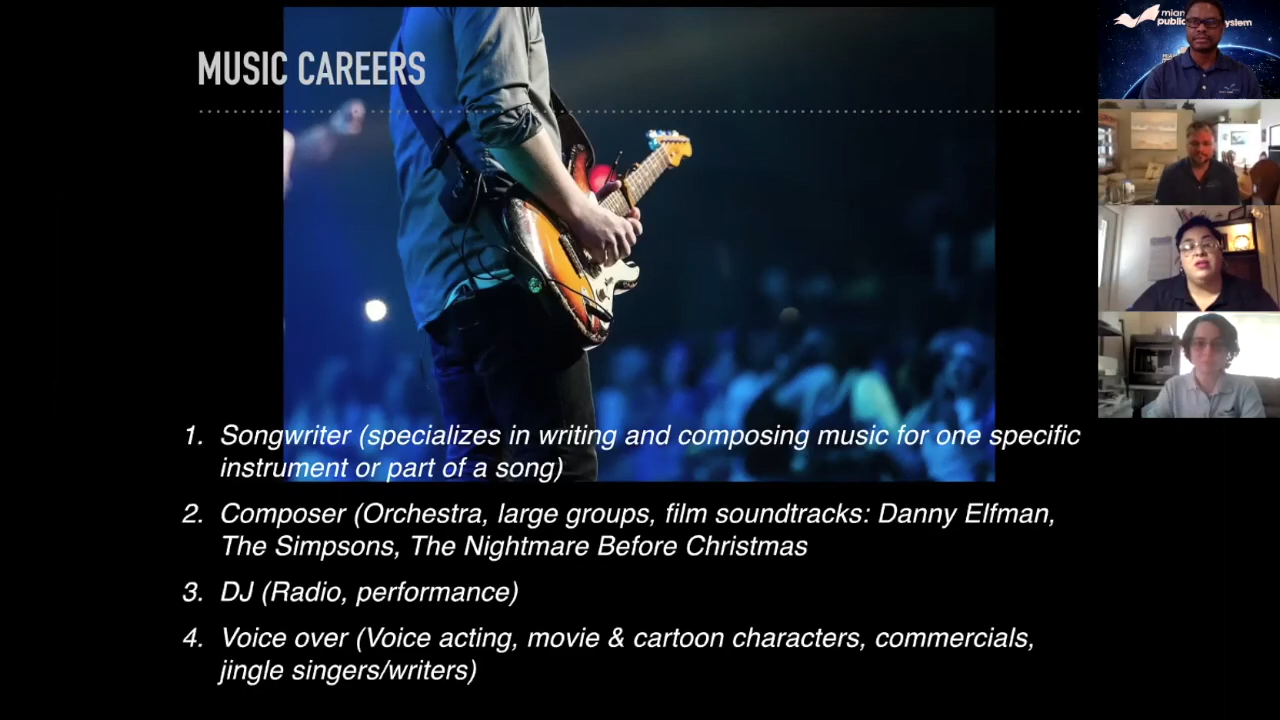 MUSIC CAREERS
1. Songwriter (specializes in writing and composing music for one specific
instrument or part of a song)
2. Composer (Orchestra, large groups, film soundtracks: Danny Elfman,
The Simpsons, The Nightmare Before Christmas
3. DJ (Radio, performance)
4. Voice over (Voice acting, movie & cartoon characters, commercials,
jingle singers/writers)